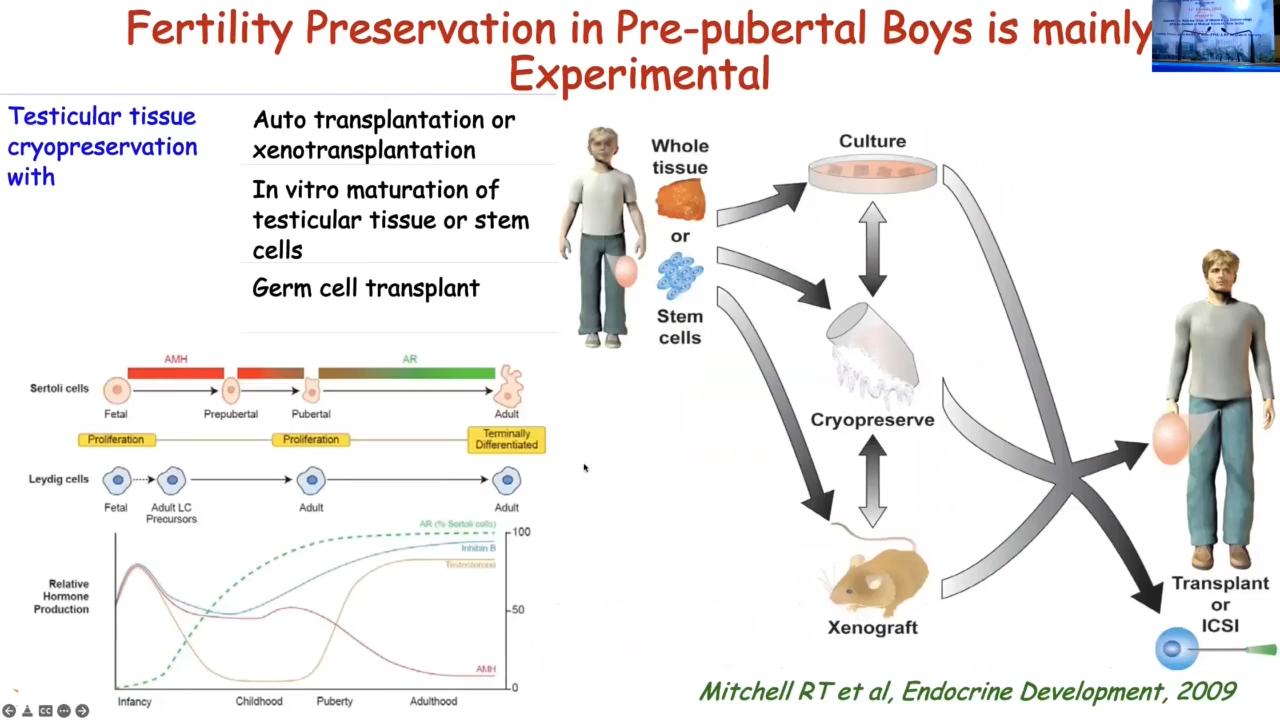 Fertility Preservation in Pre-pubertal Boys is mainly
Experimental
Testicular tissue
cryopreservation
with
Auto transplantation or
xenotransplantation
In vitro maturation of
testicular tissue or stem
cells
Germ cell transplant
Whole
tissue
or
Stem
cells
Culture
Cryopreserve
Xenograft
Transplant
or
ICSI
AMH
AR
Sertoli cells
Fetal
Prepubertal
Pubertal
Adult
Proliferation
Proliferation
Terminally
Differentiated
Leydig cells
Fetal
Adult LC
Precursors
Adult
Adult
AR (% Sertoli cells)
Inhibin B
Testosterone
AMH
100
50
0
Relative
Hormone
Production
Infancy
Childhood
Puberty
Adulthood
Mitchell RT et al, Endocrine Development, 2009
CC